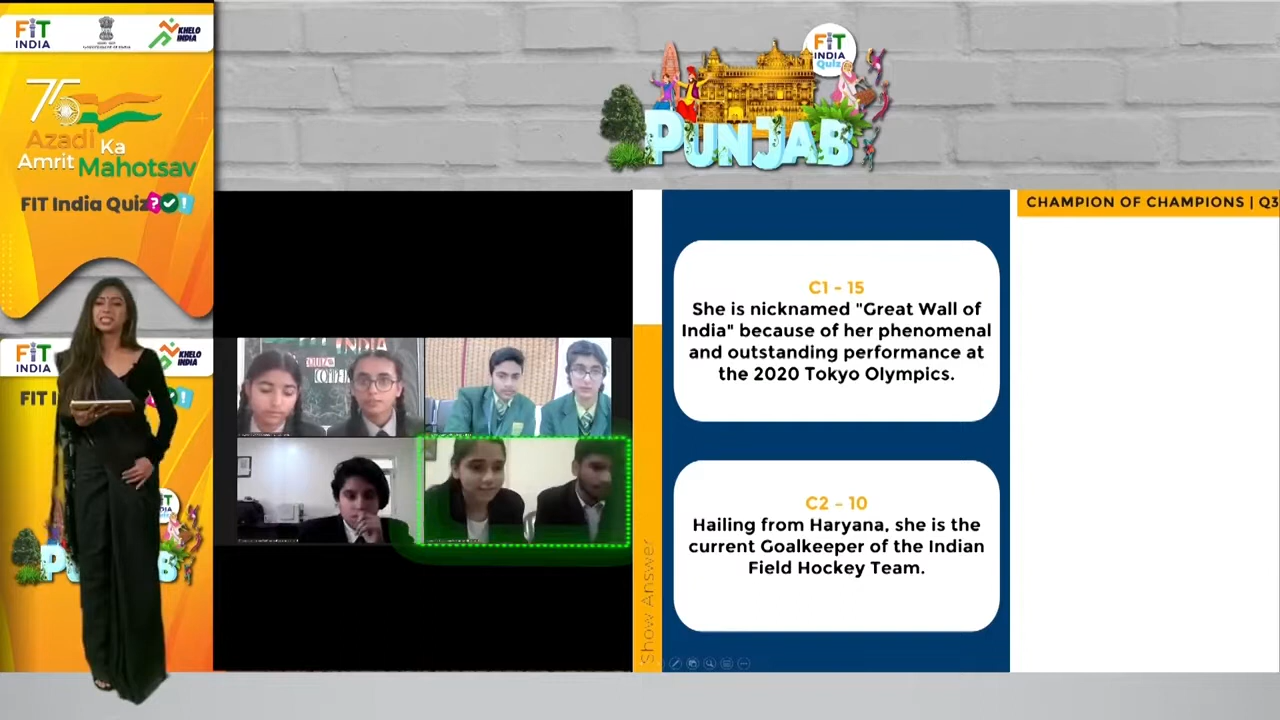 FiT
INDIA
KHELO
INDIA
75
Azadi
Ka
Amrit
Mahotsav
FIT India Quiz?!
FiT
INDIA
KHELO
INDIA
FIT I
FiT
INDIA
Quiz
PUNJAB
INDIA
QUIZ
Show Answer
C1 - 15
She is nicknamed "Great Wall of
India" because of her phenomenal
and outstanding performance at
the 2020 Tokyo Olympics.
C2 - 10
Hailing from Haryana, she is the
current Goalkeeper of the Indian
Field Hockey Team.
CHAMPION OF CHAMPIONS | Q3